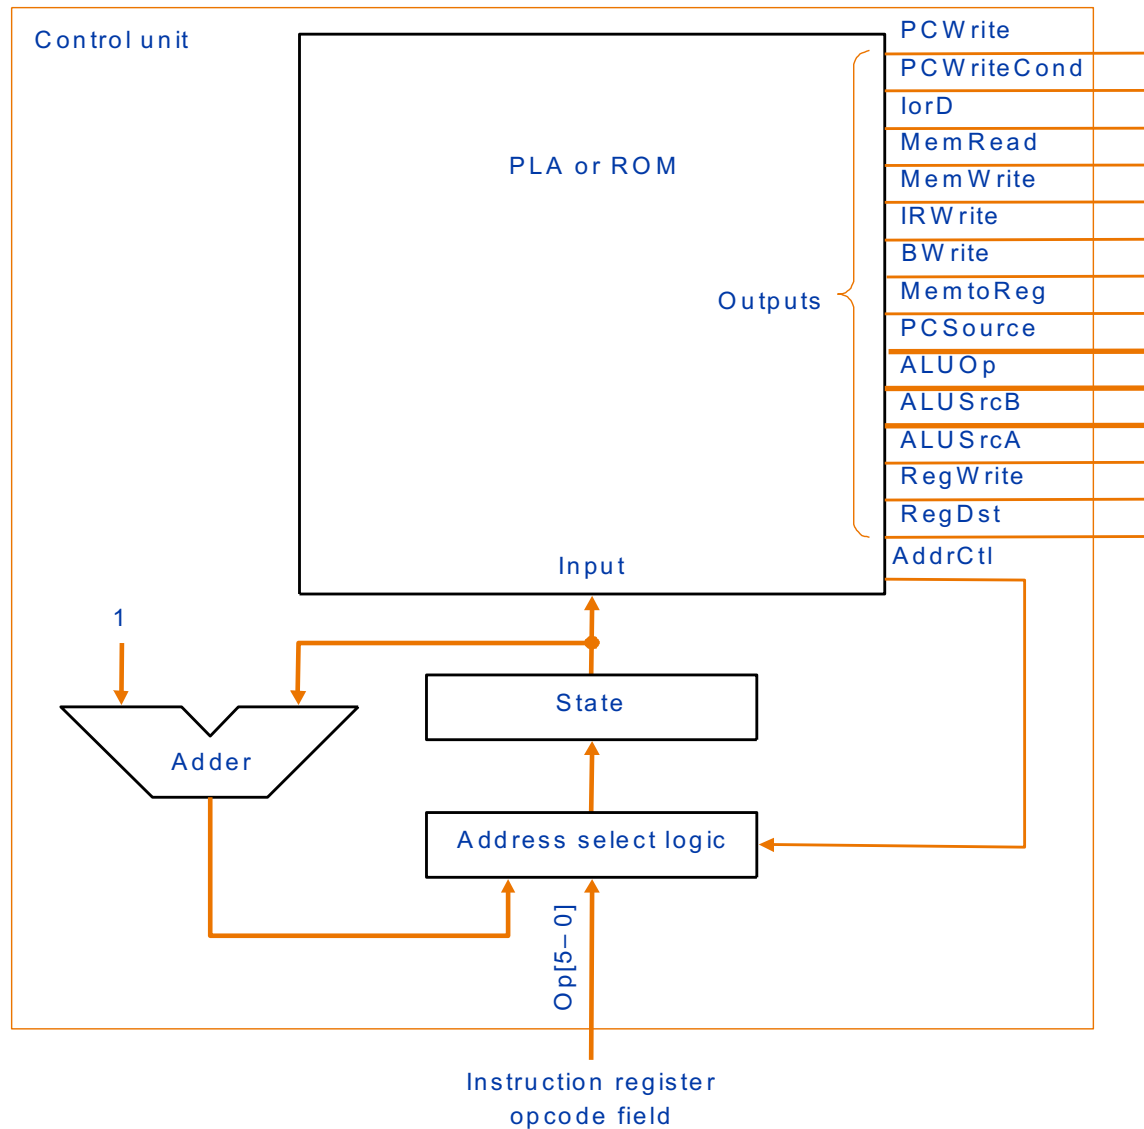 Control unit
PLA or ROM
Outputs
Input
PCWrite
PCWriteCond
IorD
MemRead
MemWrite
IRWrite
BWrite
MemtoReg
PCSource
ALUOp
ALUSrcB
ALUSrcA
RegWrite
RegDst
AddrCtl
1
State
Adder
Address select logic
Op[5–0]
Instruction register
opcode field